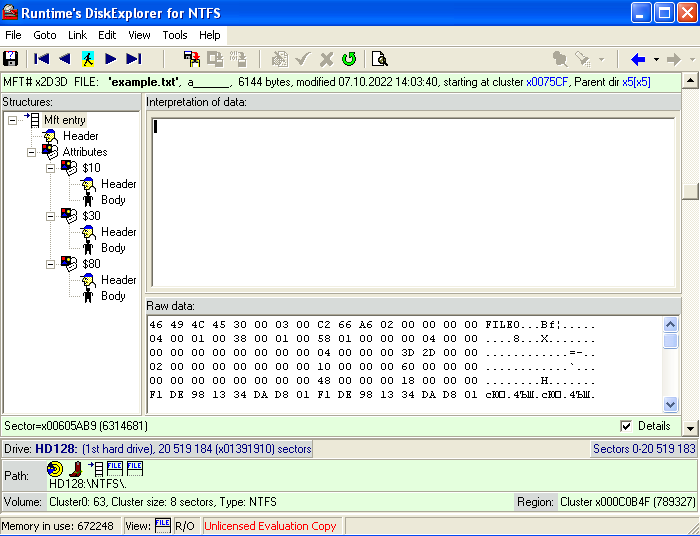 Runtime's DiskExplorer for NTFS
File Goto Link Edit View Tools Help
MFT# x2D3D FILE: 'example.txt', a______, 6144 bytes, modified 07.10.2022 14:03:40, starting at cluster x0075CF, Parent dir x5[x5]
Structures:
Mft entry
Header
Attributes
$10
Header
Body
$30
Header
Body
$80
Header
Body
Interpretation of data:
Raw data:
46 49 4C 45 30 00 03 00 C2 66 A6 02 00 00 00 00 FILE0...Вf¦.....
04 00 01 00 38 00 01 00 58 01 00 00 00 04 00 00 ....8...X.......
00 00 00 00 00 00 00 00 04 00 00 00 3D 2D 00 00 ............=-..
02 00 00 00 00 00 00 00 10 00 00 00 60 00 00 00 ............`...
00 00 00 00 00 00 00 00 48 00 00 00 18 00 00 00 ........H.......
F1 DE 98 13 34 DA D8 01 F1 DE 98 13 34 DA D8 01
Sector=x00605AB9 (6314681)
Details
Drive: HD128: (1st hard drive), 20 519 184 (x01391910) sectors
Sectors 0-20 519 183
Path:
FILE FILE
HD128:\NTFS\.
Volume: Cluster0: 63, Cluster size: 8 sectors, Type: NTFS
Region: Cluster x000C0B4F (789327)
Memory in use: 672248 View: FILE R/O Unlicensed Evaluation Copy